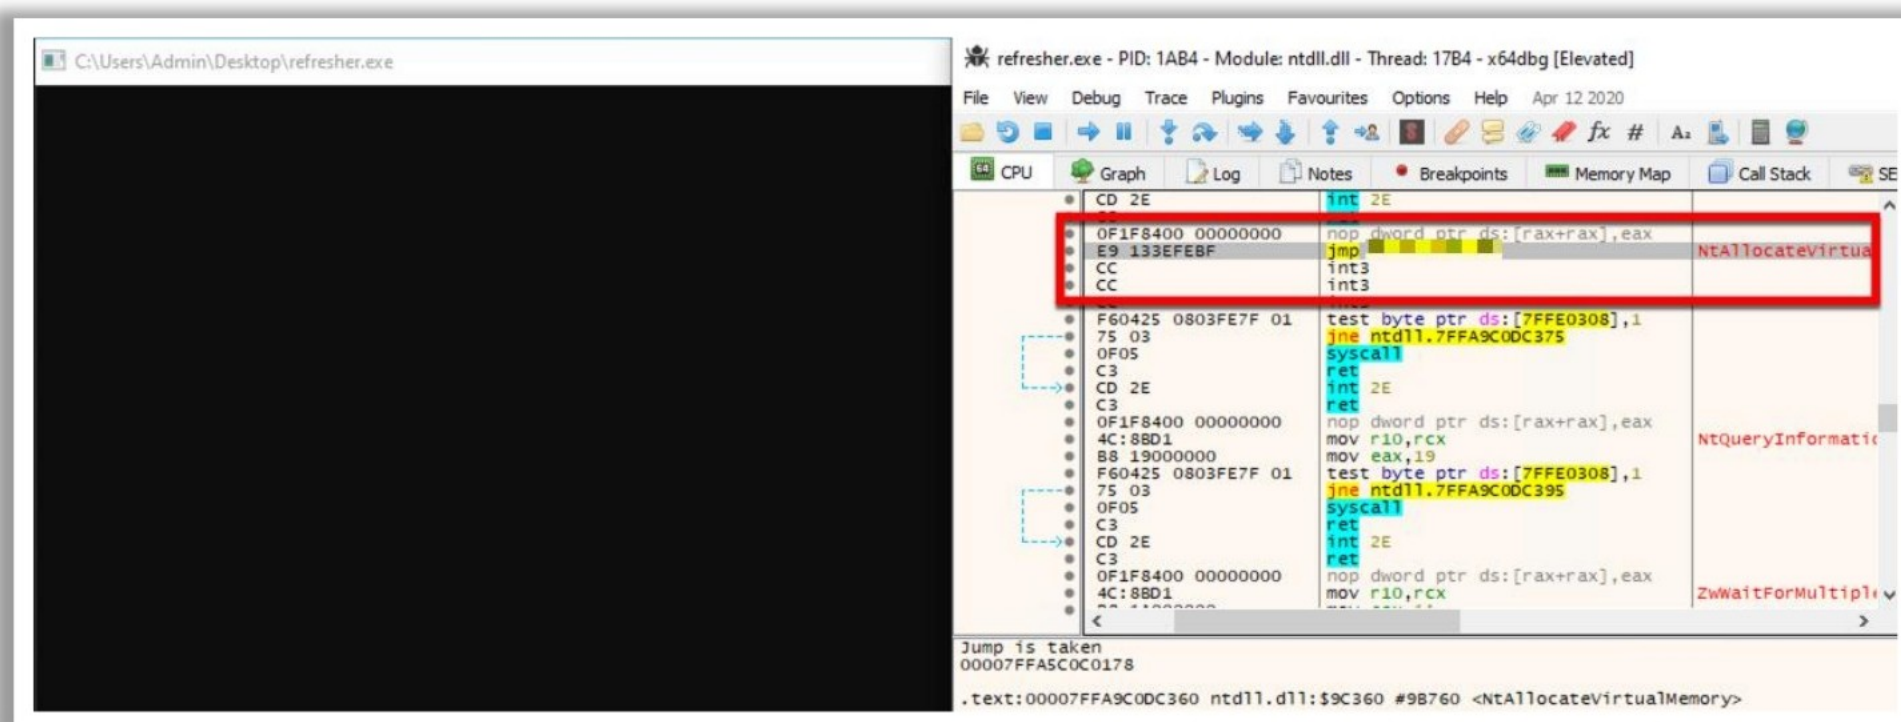 C:\Users\Admin\Desktop\refresher.exe
refresher.exe - PID: 1AB4 - Module: ntdll.dll - Thread: 17B4 - x64dbg [Elevated]
File View Debug Trace Plugins Favourites Options Help Apr 12 2020
CPU Graph Log Notes Breakpoints Memory Map Call Stack SE
CD 2E int 2E
0F1F8400 00000000 nop dword ptr ds:[rax+rax],eax
E9 133EFEBF jmp NtAllocateVirtua
CC int3
CC int3
F60425 0803FE7F 01 test byte ptr ds:[7FFE0308],1
75 03 jne ntdll.7FFA9C0DC375
0F05 syscall
C3 ret
CD 2E int 2E
C3 ret
0F1F8400 00000000 nop dword ptr ds:[rax+rax],eax
4C:8BD1 mov r10,rcx NtQueryInformatic
B8 19000000 mov eax,19
F60425 0803FE7F 01 test byte ptr ds:[7FFE0308],1
75 03 jne ntdll.7FFA9C0DC395
0F05 syscall
C3 ret
CD 2E int 2E
C3 ret
0F1F8400 00000000 nop dword ptr ds:[rax+rax],eax
4C:8BD1 mov r10,rcx ZwWaitForMultipl
Jump is taken
00007FFA5C0C0178
.text:00007FFA9C0DC360 ntdll.dll:$9C360 #9B760 <NtAllocateVirtualMemory>